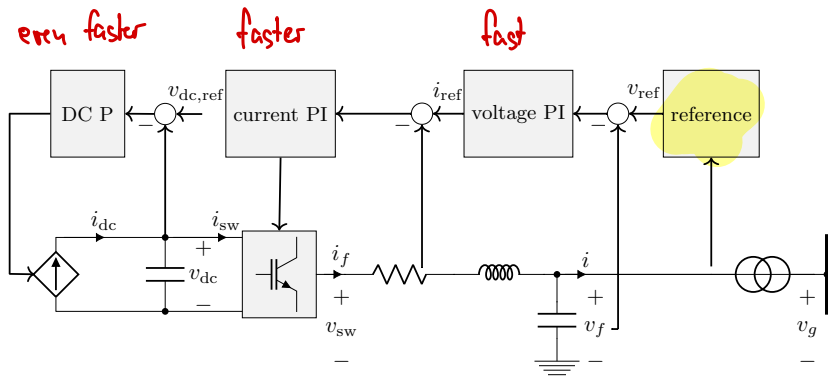 even faster
faster
fast
DC P
−
v_dc,ref
current PI
−
i_ref
voltage PI
−
v_ref
reference
i_dc
i_sw
+
v_dc
−
i_f
+
v_sw
−
i
+
v_f
−
+
v_g
−